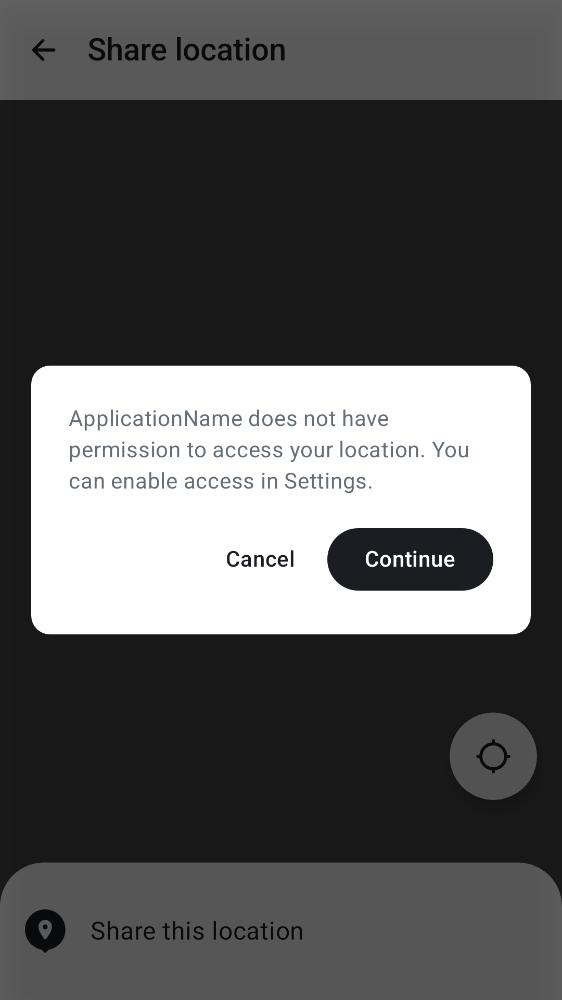 Share location
ApplicationName does not have
permission to access your location. You
can enable access in Settings.
Cancel
Continue
Share this location